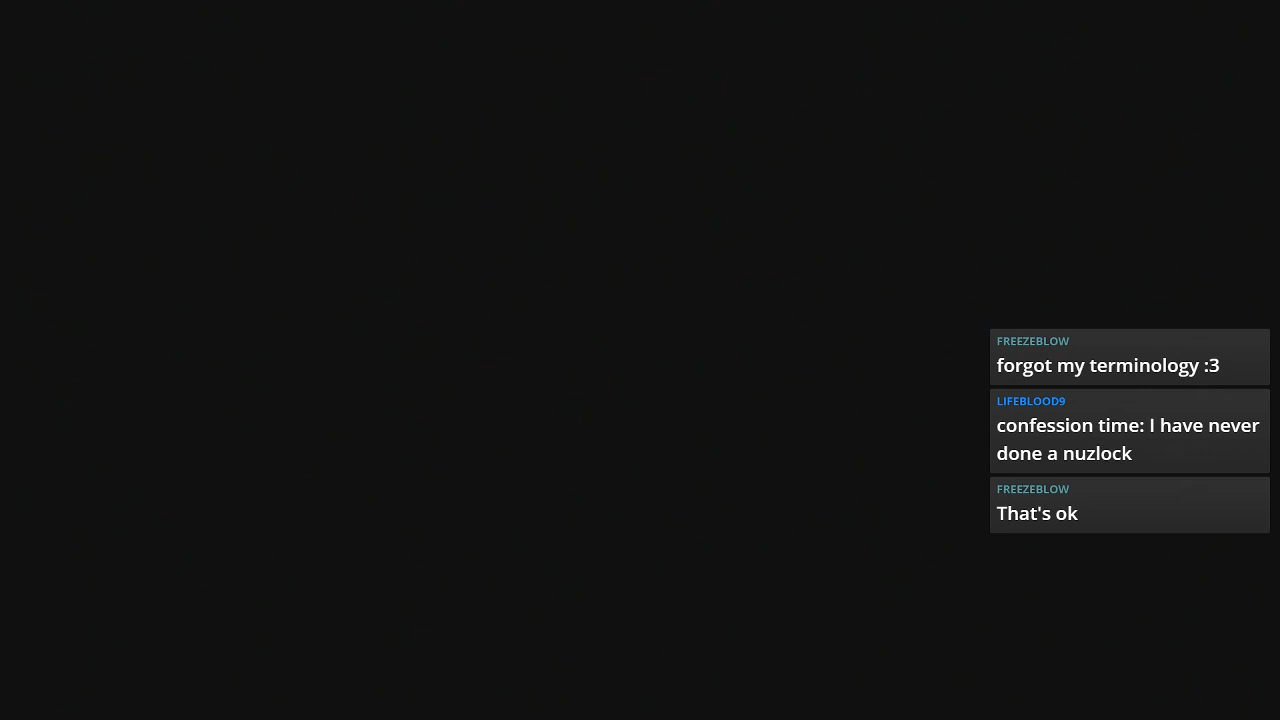 FREEZEBLOW
forgot my terminology :3
LIFEBLOOD9
confession time: I have never
done a nuzlock
FREEZEBLOW
That's ok